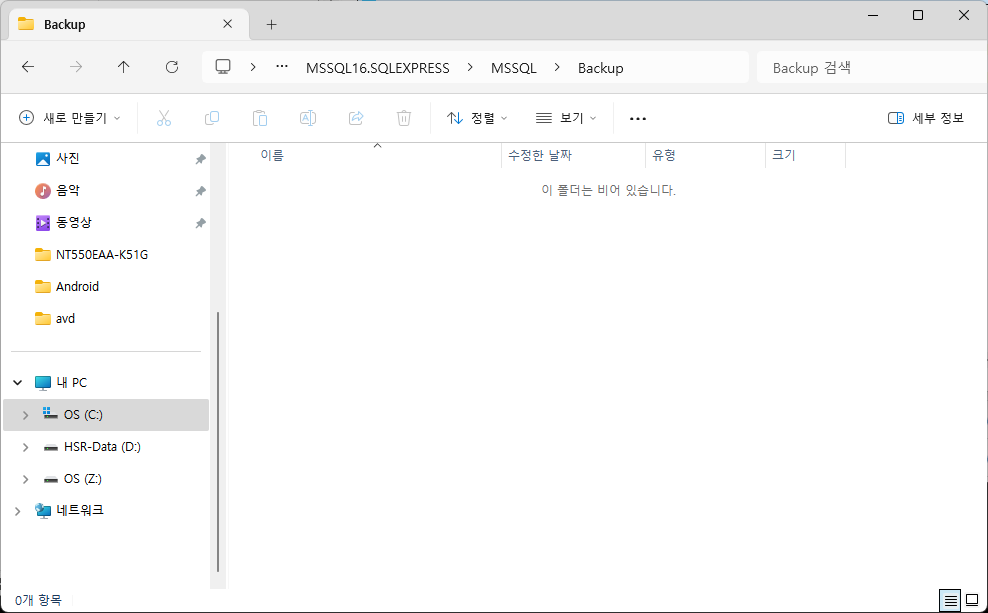 Backup
MSSQL16.SQLEXPRESS MSSQL Backup Backup 검색
새로 만들기 정렬 보기 세부 정보
이름 수정한 날짜 유형 크기
이 폴더는 비어 있습니다.
사진
음악
동영상
NT550EAA-K51G
Android
avd
내 PC
OS (C:)
HSR-Data (D:)
OS (Z:)
네트워크
0개 항목